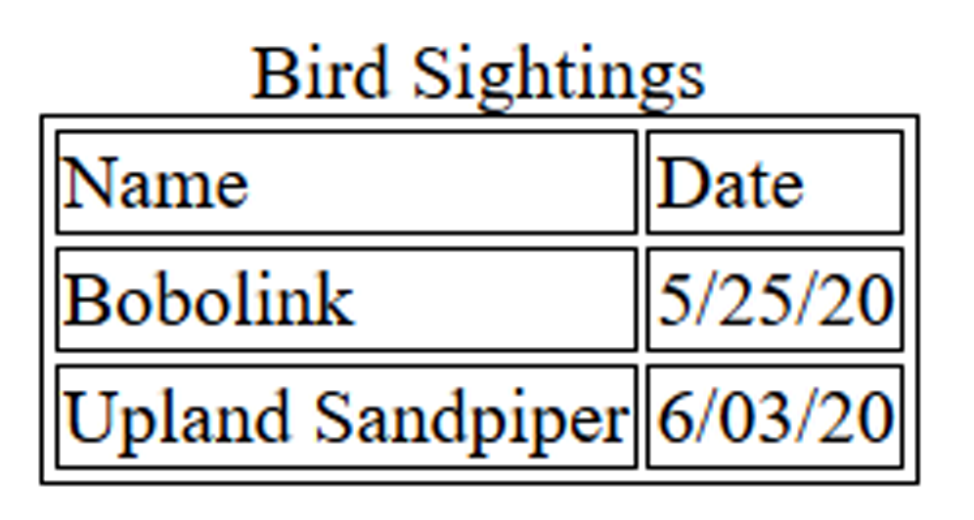 Bird Sightings
Name Date
Bobolink 5/25/20
Upland Sandpiper 6/03/20